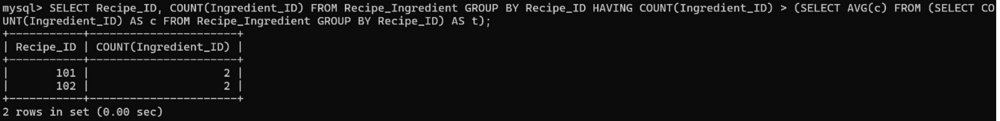 mysql> SELECT Recipe_ID, COUNT(Ingredient_ID) FROM Recipe_Ingredient GROUP BY Recipe_ID HAVING COUNT(Ingredient_ID) > (SELECT AVG(c) FROM (SELECT CO
UNT(Ingredient_ID) AS c FROM Recipe_Ingredient GROUP BY Recipe_ID) AS t);
+-----------+----------------------+
| Recipe_ID | COUNT(Ingredient_ID) |
+-----------+----------------------+
|       101 |                    2 |
|       102 |                    2 |
+-----------+----------------------+
2 rows in set (0.00 sec)